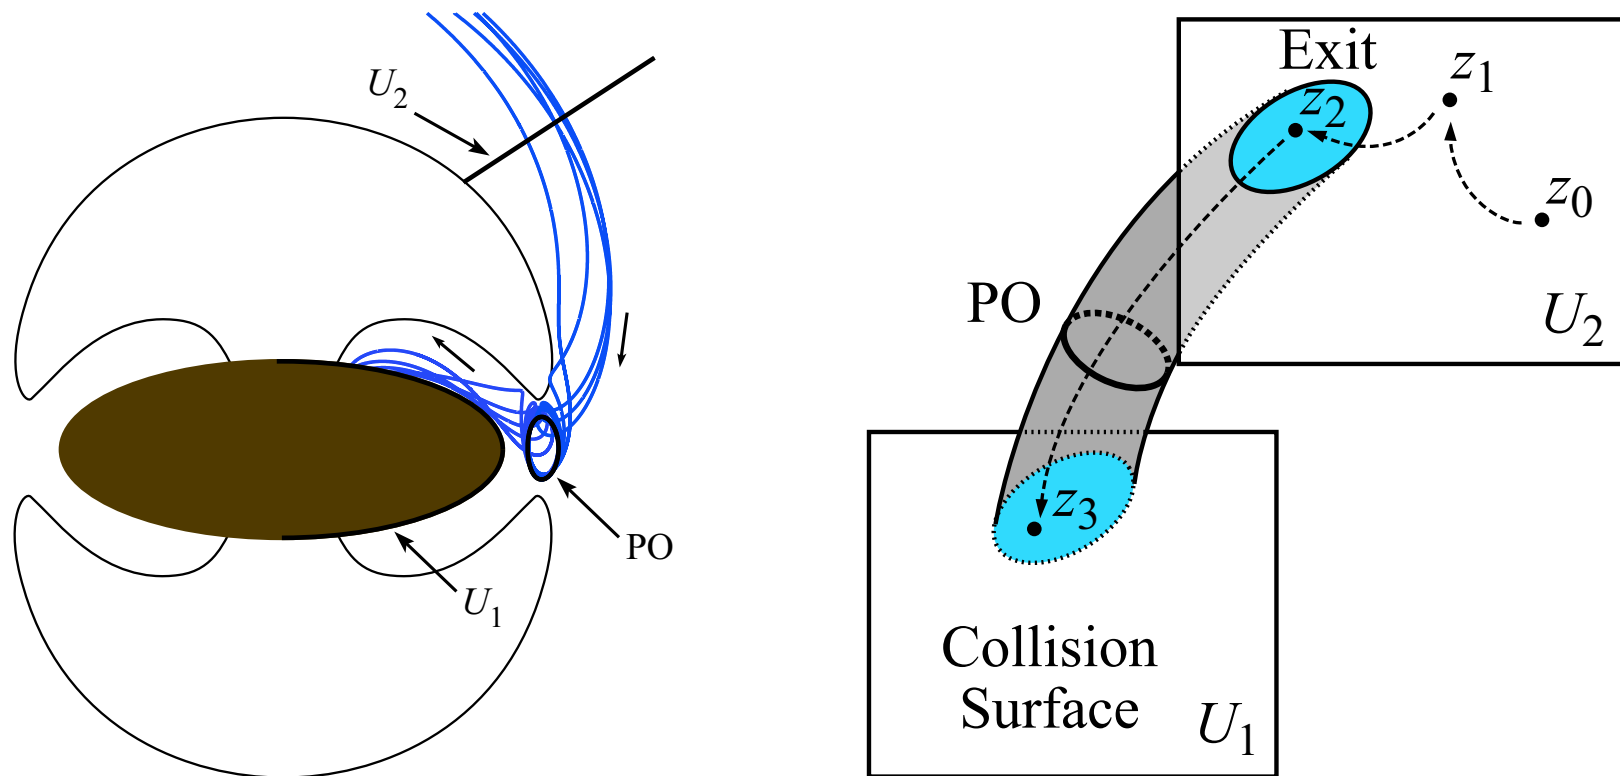 U₂
PO
U₁
Exit
z₁
z₂
z₀
PO
U₂
z₃
Collision
Surface
U₁